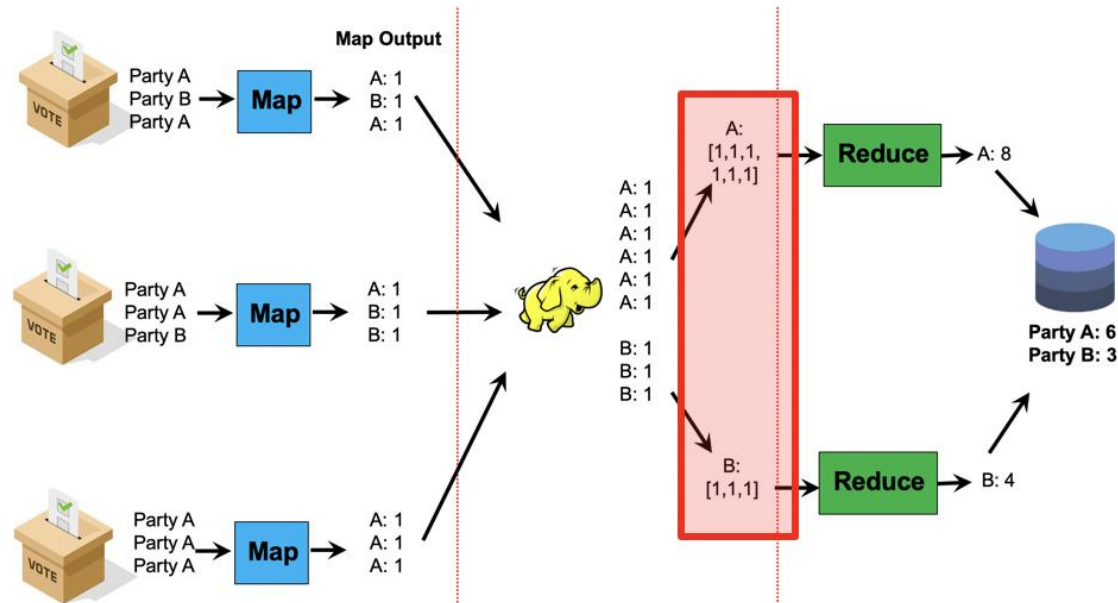 Map Output
VOTE
Party A
Party B
Party A
Map
A: 1
B: 1
A: 1
VOTE
Party A
Party A
Party B
Map
A: 1
B: 1
B: 1
VOTE
Party A
Party A
Party A
Map
A: 1
A: 1
A: 1
A: 1
A: 1
A: 1
A: 1
A: 1
A: 1
B: 1
B: 1
B: 1
A:
[1,1,1,
1,1,1]
B:
[1,1,1]
Reduce
A: 8
Reduce
B: 4
Party A: 6
Party B: 3